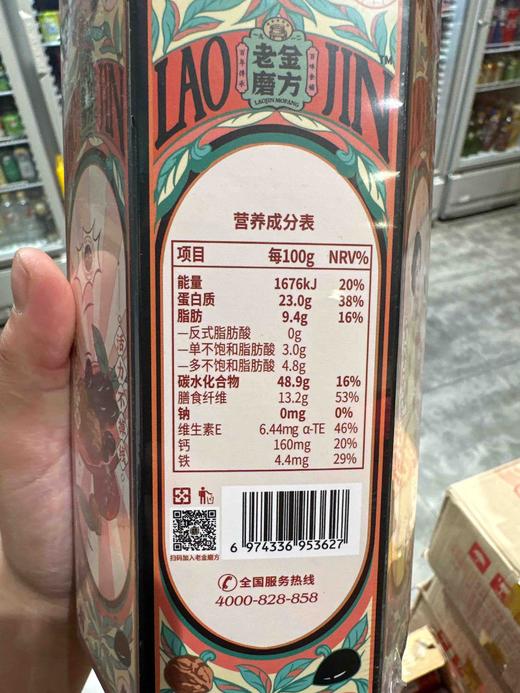 LAO JIN™
百年传承
老金
磨方
百味食补
LAOJIN MOFANG
营养成分表
项目 每100g NRV%
能量 1676kJ 20%
蛋白质 23.0g 38%
脂肪 9.4g 16%
—反式脂肪酸 0g
—单不饱和脂肪酸 3.0g
—多不饱和脂肪酸 4.8g
碳水化合物 48.9g 16%
膳食纤维 13.2g 53%
钠 0mg 0%
维生素E 6.44mg α-TE 46%
钙 160mg 20%
铁 4.4mg 29%
6 974336 953627
扫码加入老金磨方
全国服务热线
4000-828-858